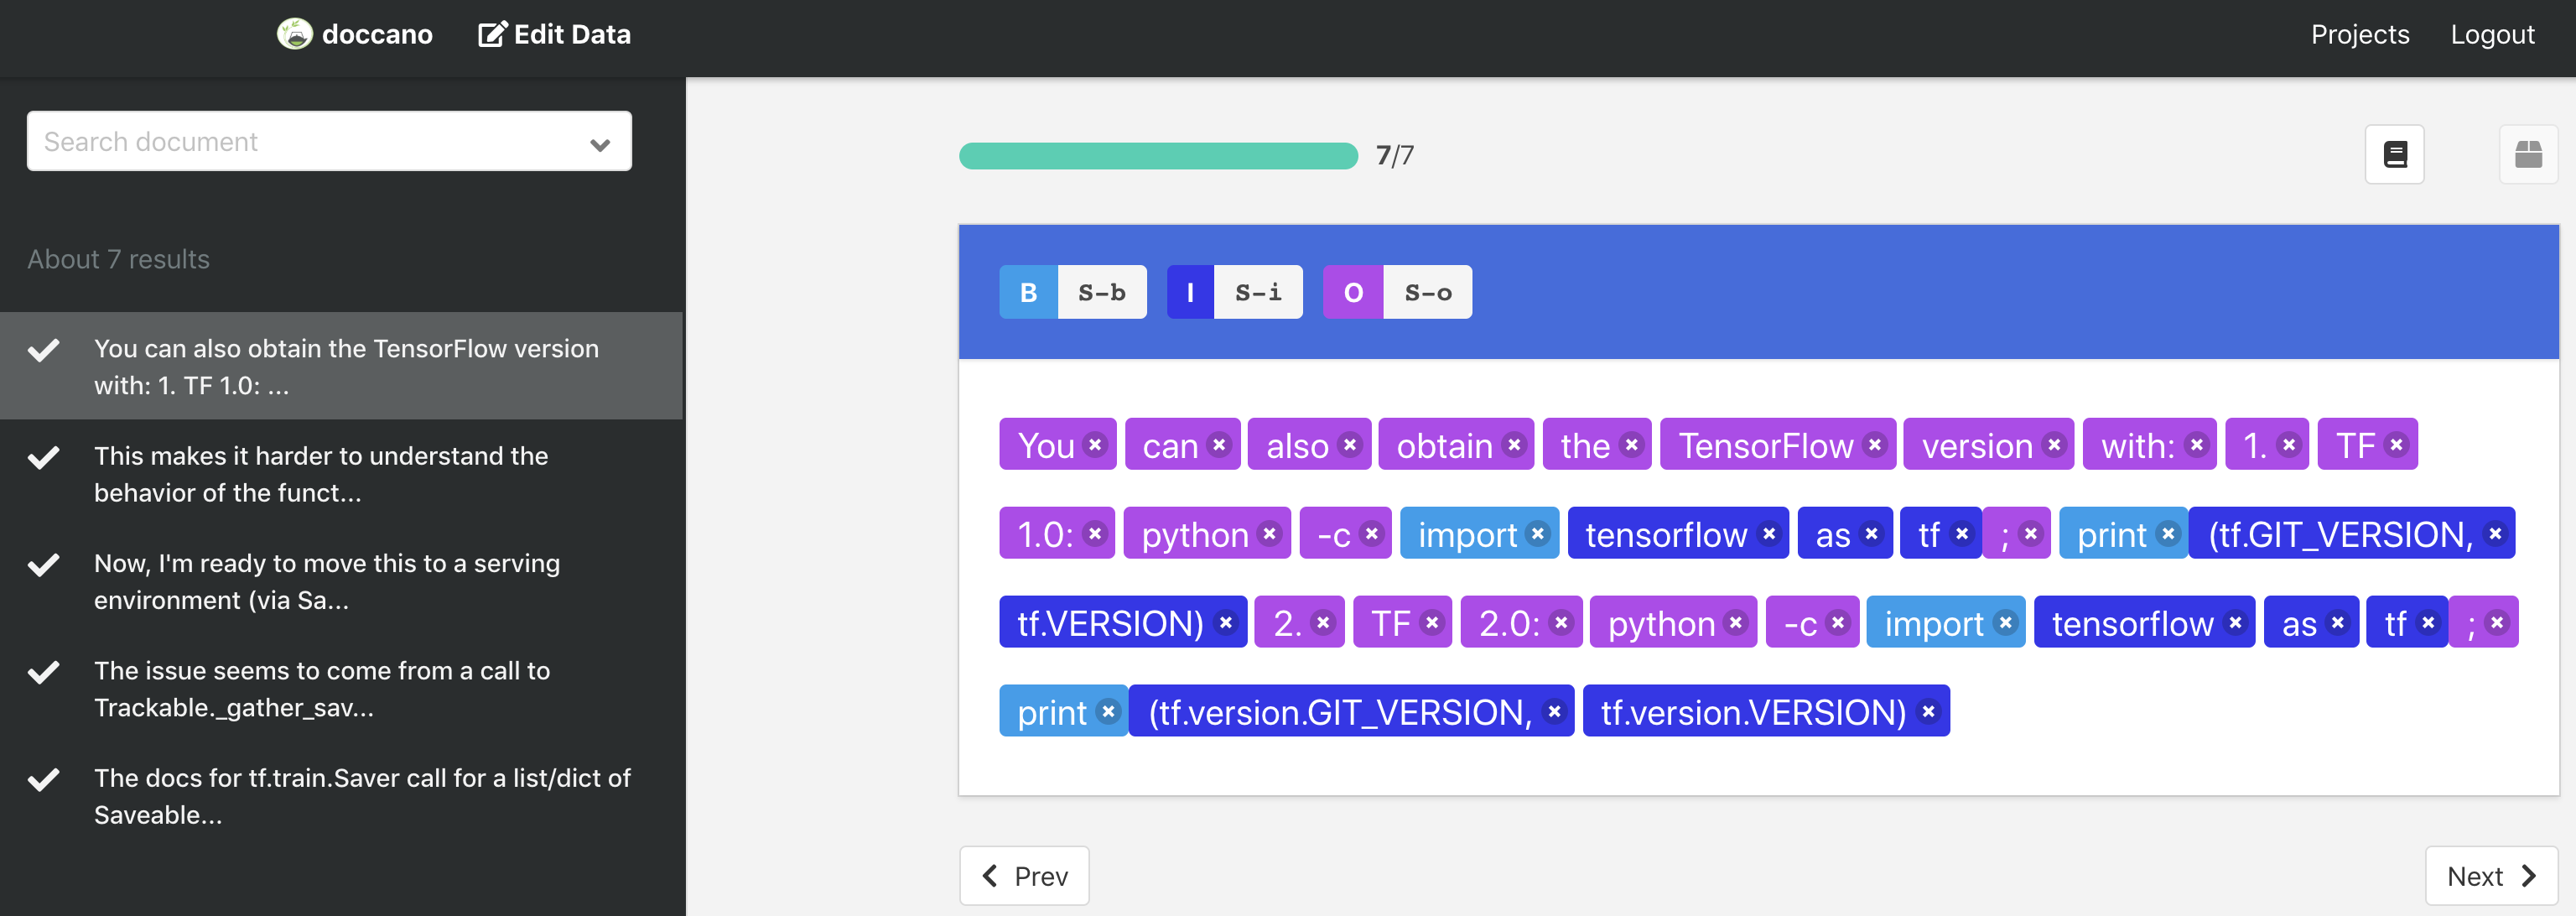 doccano Edit Data Projects Logout
Search document
About 7 results
You can also obtain the TensorFlow version
with: 1. TF 1.0: ...
This makes it harder to understand the
behavior of the funct...
Now, I'm ready to move this to a serving
environment (via Sa...
The issue seems to come from a call to
Trackable._gather_sav...
The docs for tf.train.Saver call for a list/dict of
Saveable...
7/7
B S-b I S-i O S-o
You can also obtain the TensorFlow version with: 1. TF
1.0: python -c import tensorflow as tf ; print (tf.GIT_VERSION,
tf.VERSION) 2. TF 2.0: python -c import tensorflow as tf ;
print (tf.version.GIT_VERSION, tf.version.VERSION)
Prev Next